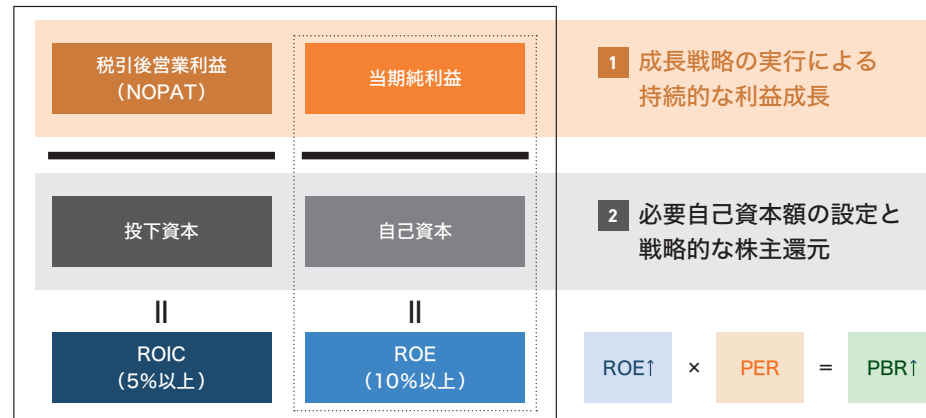 税引後営業利益
（NOPAT）
当期純利益
1 成長戦略の実行による
持続的な利益成長
投下資本
自己資本
2 必要自己資本額の設定と
戦略的な株主還元
=
=
ROIC
（5%以上）
ROE
（10%以上）
ROE↑ × PER = PBR↑